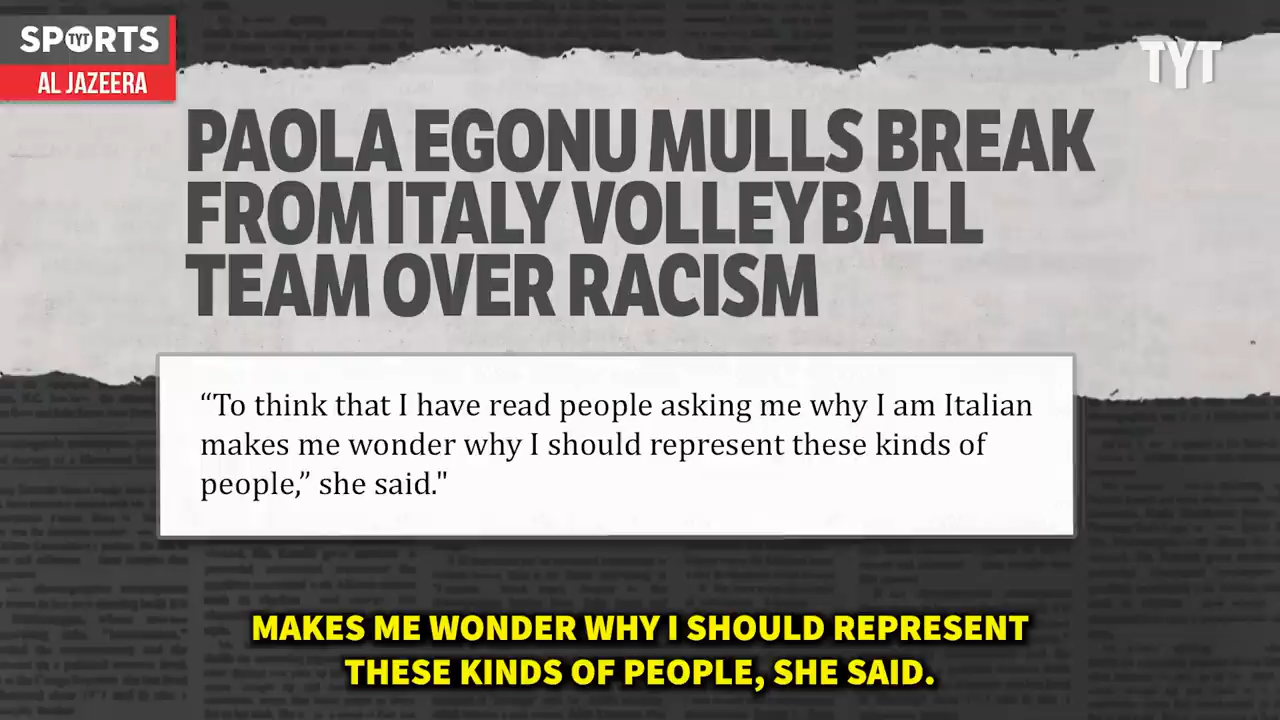 SPORTS
TYT
AL JAZEERA
TYT
PAOLA EGONU MULLS BREAK
FROM ITALY VOLLEYBALL
TEAM OVER RACISM
“To think that I have read people asking me why I am Italian
makes me wonder why I should represent these kinds of
people,” she said."
MAKES ME WONDER WHY I SHOULD REPRESENT
THESE KINDS OF PEOPLE, SHE SAID.